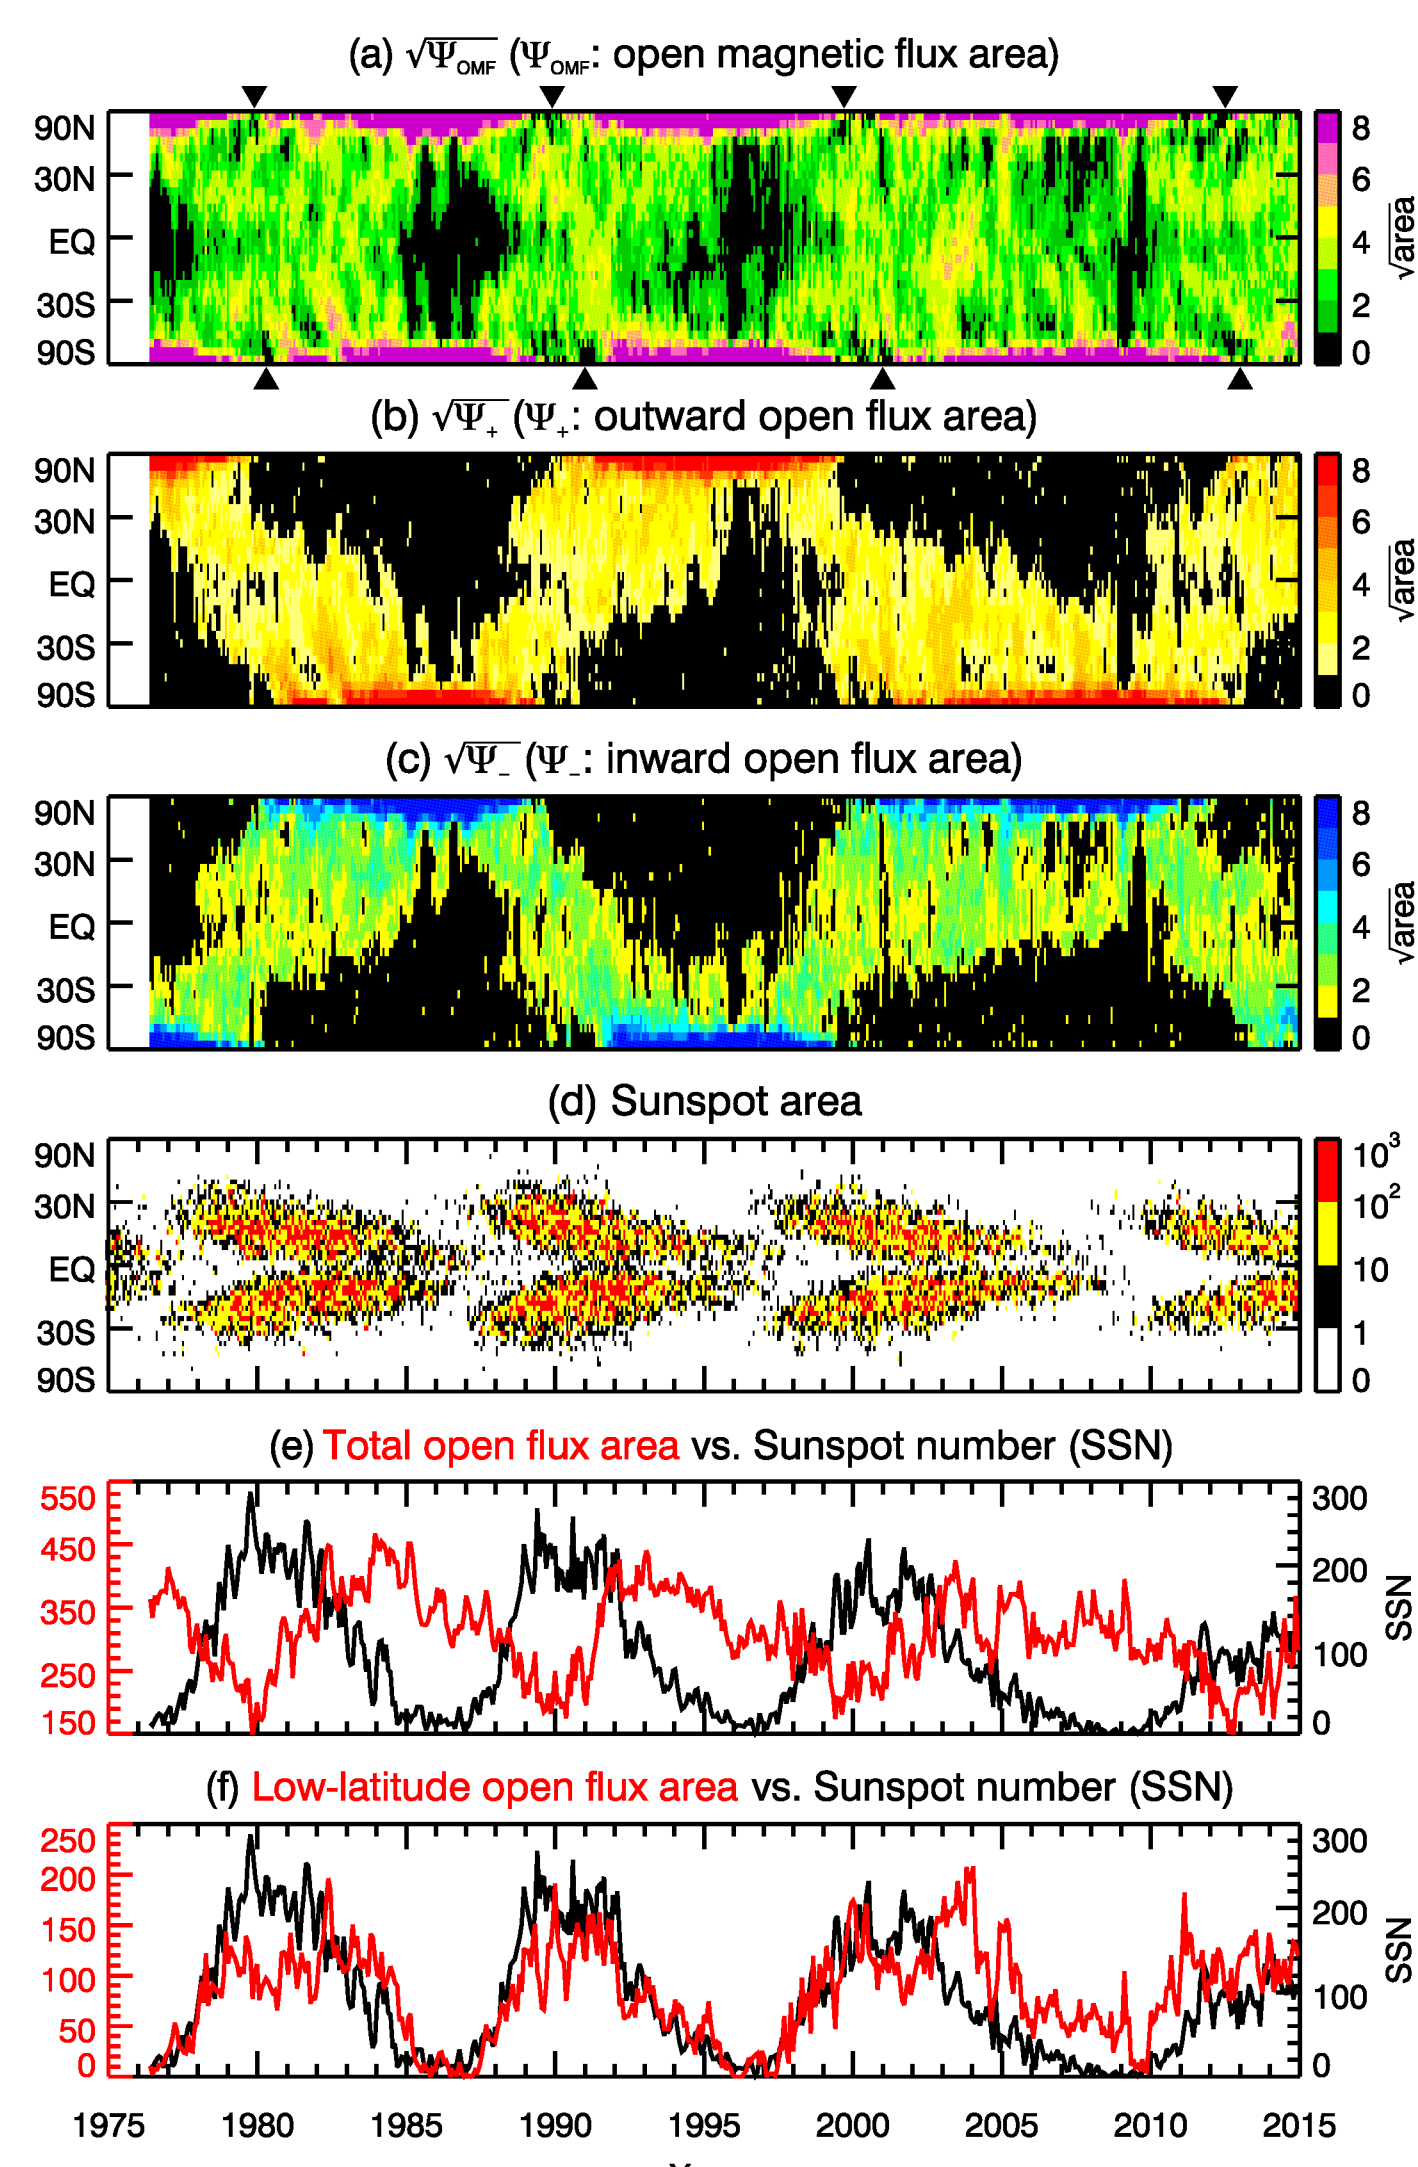 (a) √Ψ_OMF (Ψ_OMF: open magnetic flux area)
90N
30N
EQ
30S
90S
8
6
4
2
0
√area
(b) √Ψ₊ (Ψ₊: outward open flux area)
90N
30N
EQ
30S
90S
8
6
4
2
0
√area
(c) √Ψ₋ (Ψ₋: inward open flux area)
90N
30N
EQ
30S
90S
8
6
4
2
0
√area
(d) Sunspot area
90N
30N
EQ
30S
90S
10³
10²
10
1
0
(e) Total open flux area vs. Sunspot number (SSN)
550
450
350
250
150
300
200
100
0
SSN
(f) Low-latitude open flux area vs. Sunspot number (SSN)
250
200
150
100
50
0
300
200
100
0
SSN
1975 1980 1985 1990 1995 2000 2005 2010 2015